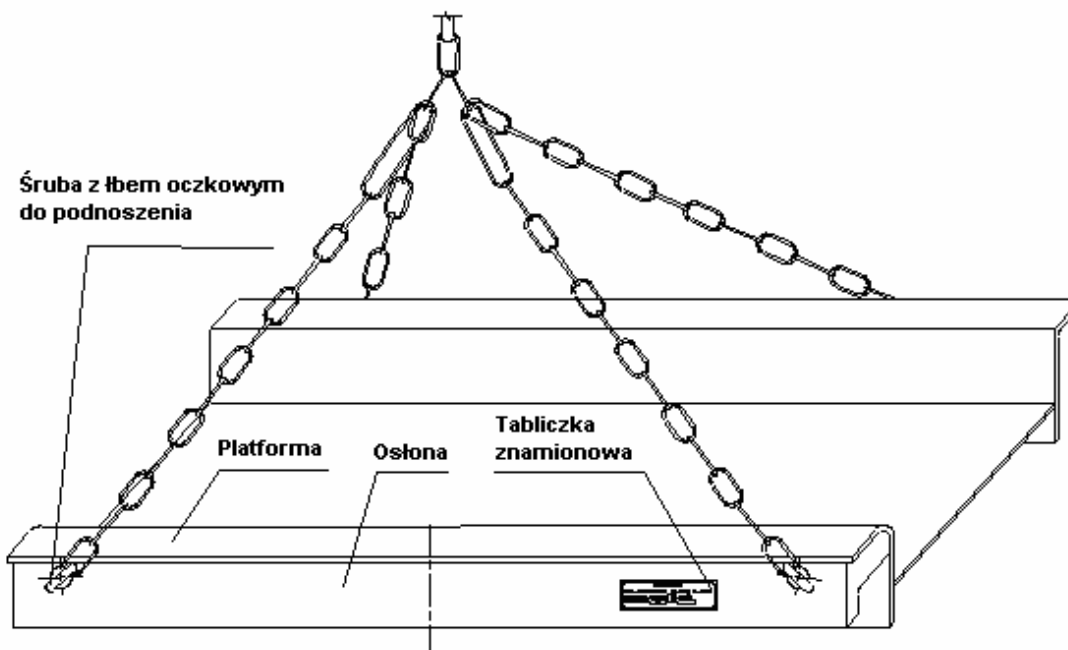 Śruba z łbem oczkowym
do podnoszenia
Platforma
Osłona
Tabliczka
znamionowa